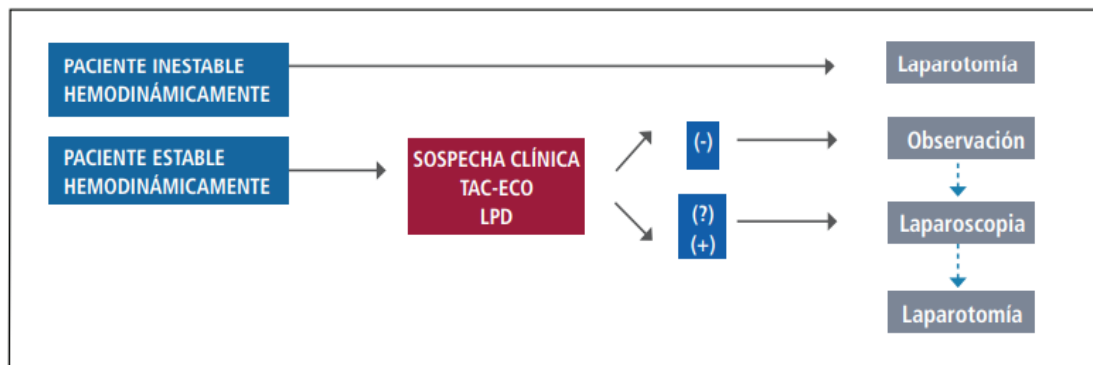 PACIENTE INESTABLE
HEMODINÁMICAMENTE
Laparotomía
PACIENTE ESTABLE
HEMODINÁMICAMENTE
SOSPECHA CLÍNICA
TAC-ECO
LPD
(-)
Observación
(?)
(+)
Laparoscopia
Laparotomía